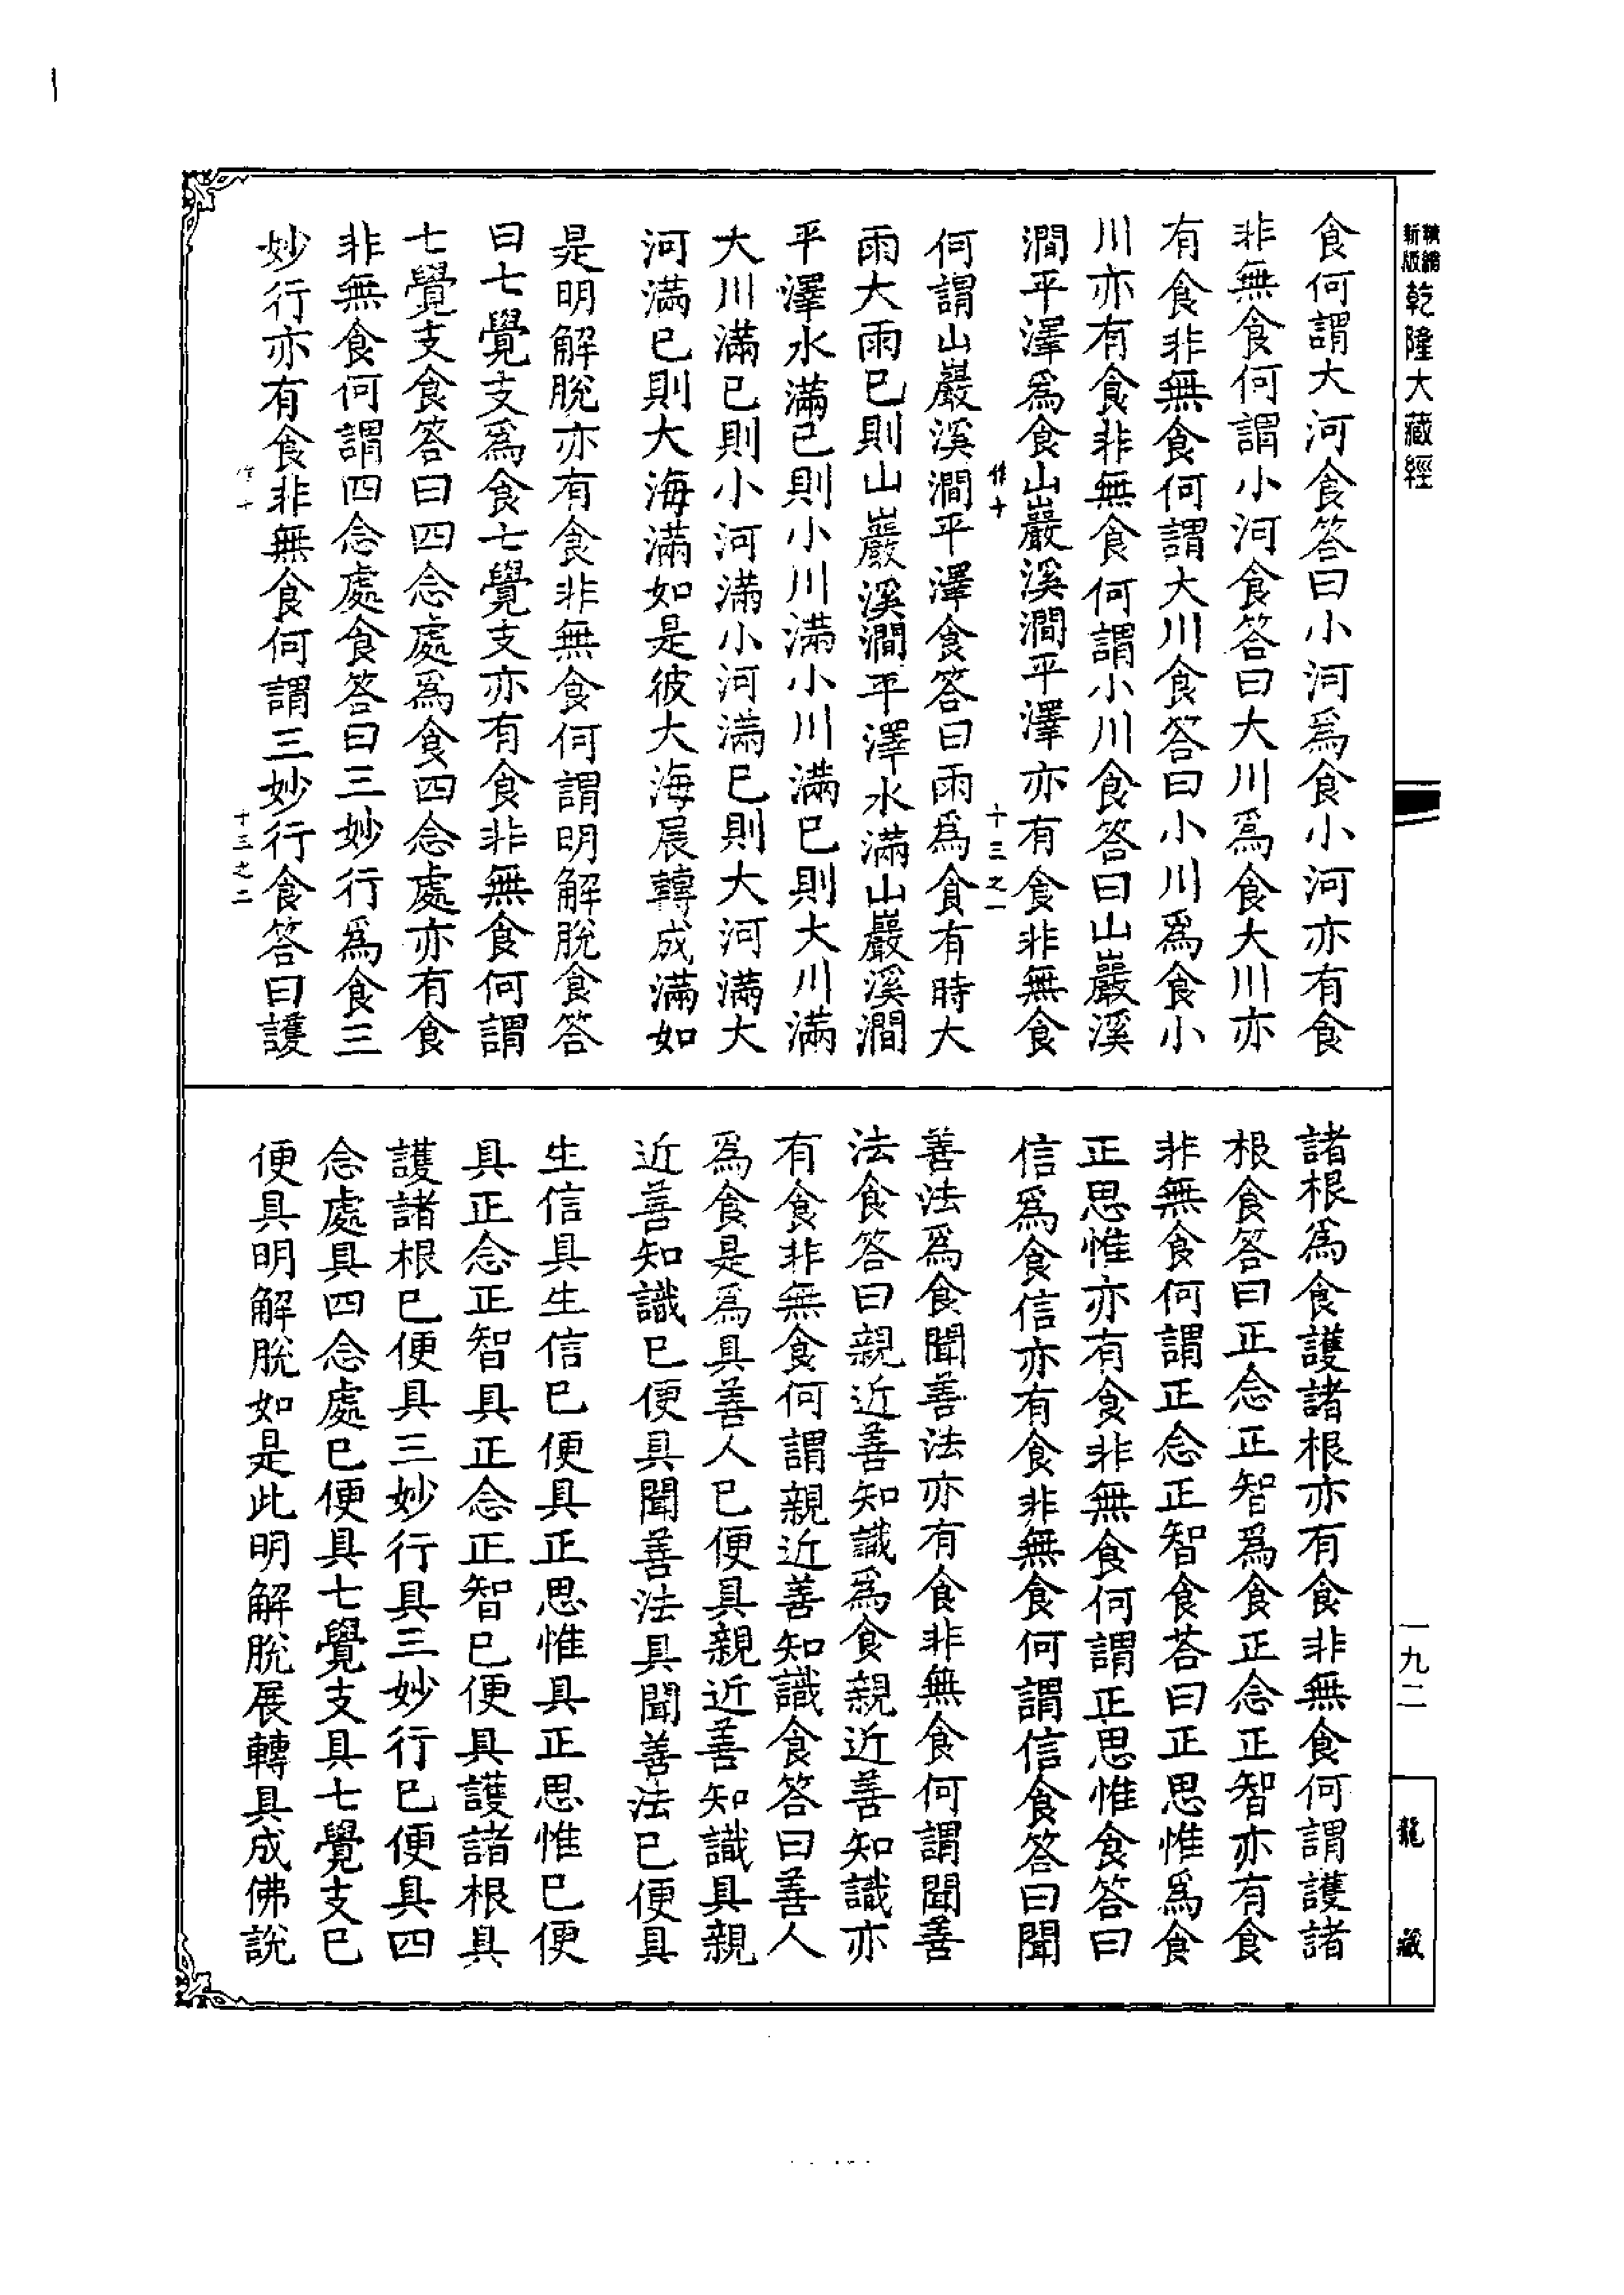 新版精縮乾隆大藏經
食何謂大河食答曰小河爲食小河亦有食
非無食何謂小河食答曰大川爲食大川亦
有食非無食何謂大川食答曰小川爲食小
川亦有食非無食何謂小川食答曰山巖溪
澗平澤爲食山巖溪澗平澤亦有食非無食
作十 十三之一
何謂山巖溪澗平澤食答曰雨爲食有時大
雨大雨已則山巖溪澗平澤水滿山巖溪澗
平澤水滿已則小川滿小川滿已則大川滿
大川滿已則小河滿小河滿已則大河滿大
河滿已則大海滿如是彼大海展轉成滿如
是明解脫亦有食非無食何謂明解脫食答
曰七覺支爲食七覺支亦有食非無食何謂
七覺支食答曰四念處爲食四念處亦有食
非無食何謂四念處食答曰三妙行爲食三
妙行亦有食非無食何謂三妙行食答曰護
作十 十三之二
諸根爲食護諸根亦有食非無食何謂護諸
根食答曰正念正智爲食正念正智亦有食
非無食何謂正念正智食荅曰正思惟爲食
正思惟亦有食非無食何謂正思惟食答曰
信爲食信亦有食非無食何謂信食答曰聞
善法爲食聞善法亦有食非無食何謂聞善
法食答曰親近善知識爲食親近善知識亦
有食非無食何謂親近善知識食答曰善人
爲食是爲具善人已便具親近善知識具親
近善知識已便具聞善法具聞善法已便具
生信具生信已便具正思惟具正思惟已便
具正念正智具正念正智已便具護諸根具
護諸根已便具三妙行具三妙行已便具四
念處具四念處已便具七覺支具七覺支已
便具明解脫如是此明解脫展轉具成佛說
一九二
龍藏